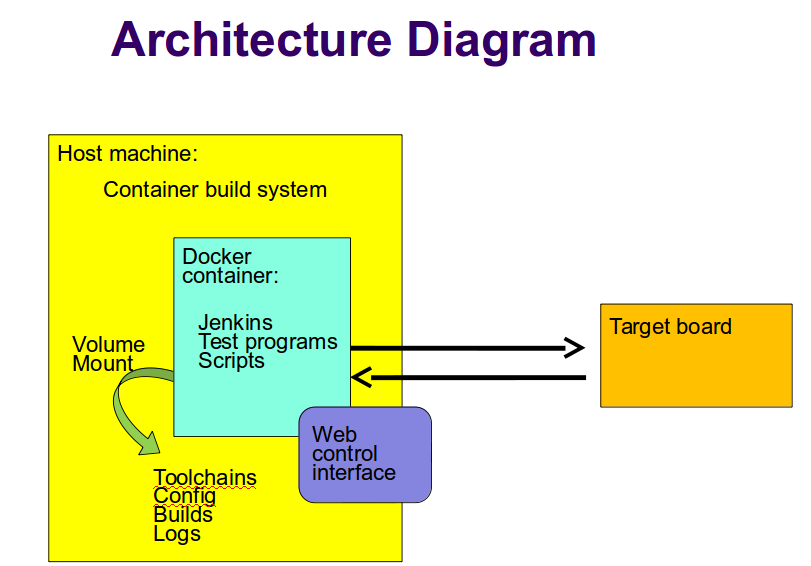 Architecture Diagram
Host machine:
Container build system
Docker
container:
Jenkins
Test programs
Scripts
Volume
Mount
Target board
Web
control
interface
Toolchains
Config
Builds
Logs